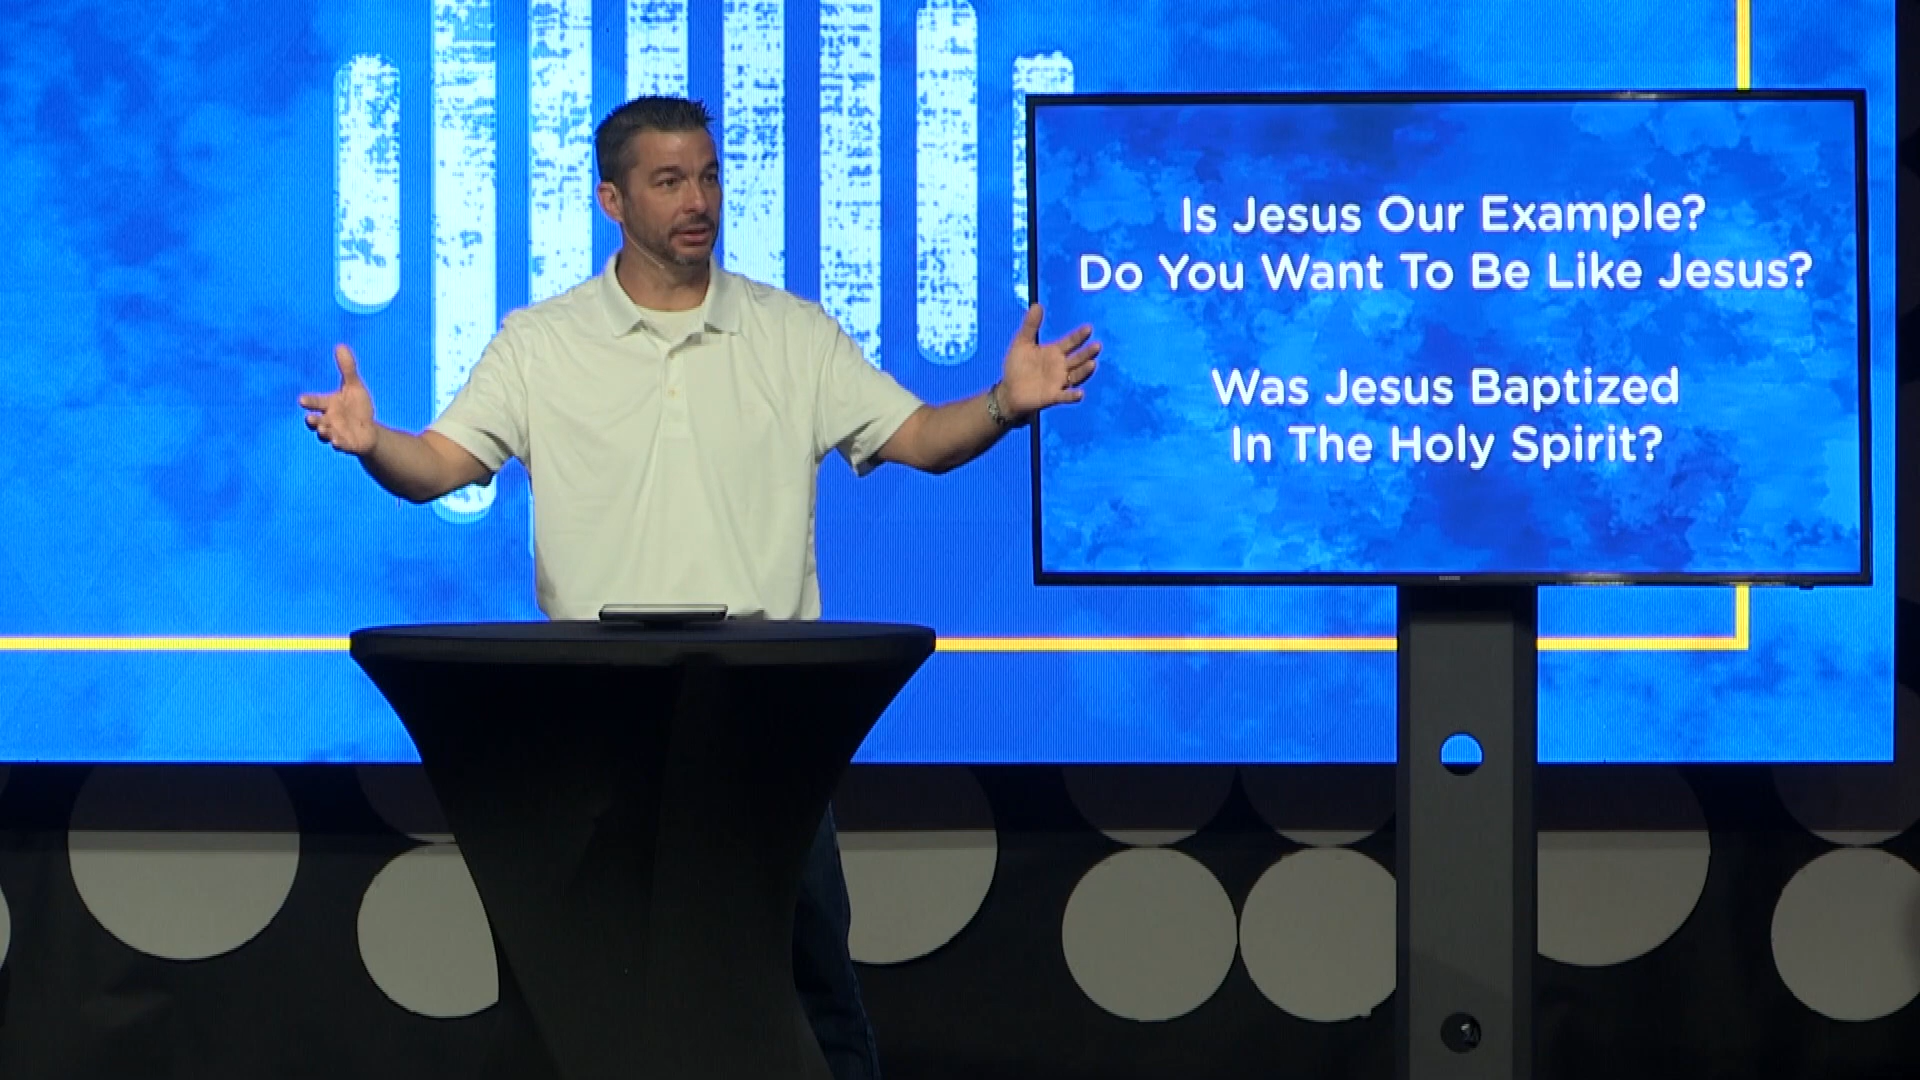 Is Jesus Our Example?
Do You Want To Be Like Jesus?
Was Jesus Baptized
In The Holy Spirit?